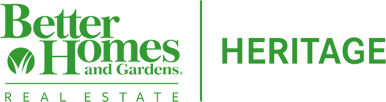 Better
Homes
and Gardens®
REAL ESTATE
HERITAGE